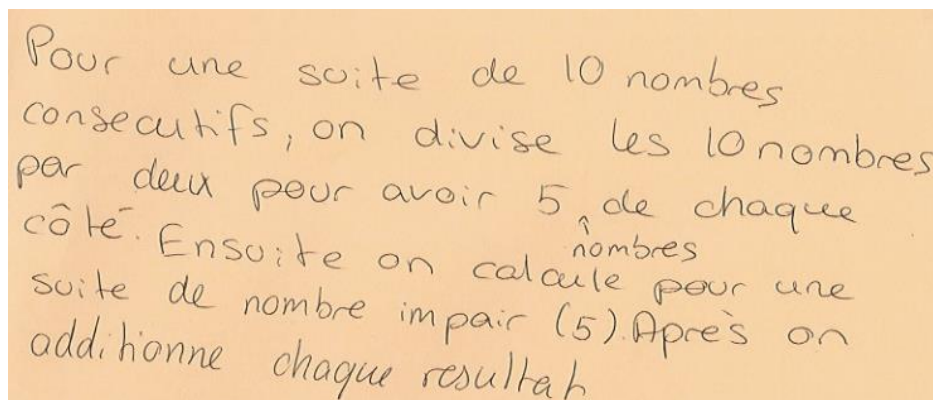 Pour une suite de 10 nombres
consecutifs, on divise les 10 nombres
par deux pour avoir 5 nombres de chaque
côté. Ensuite on calcule pour une
suite de nombre impair (5). Après on
additionne chaque resultat